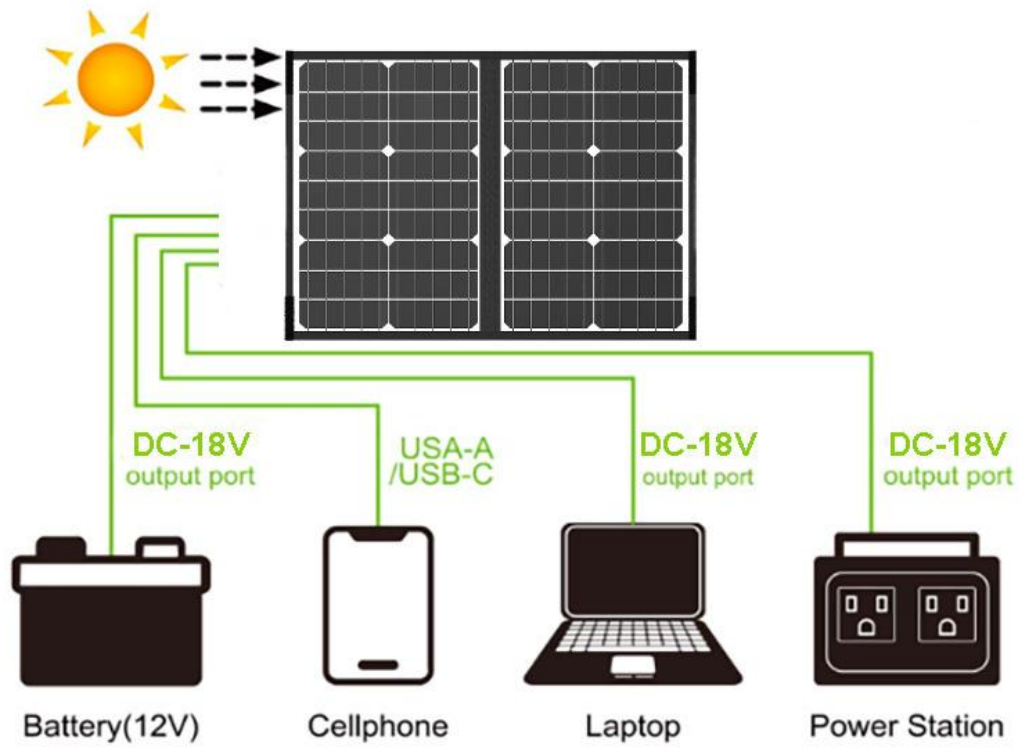 DC-18V
output port
USA-A
/USB-C
DC-18V
output port
DC-18V
output port
Battery(12V)
Cellphone
Laptop
Power Station